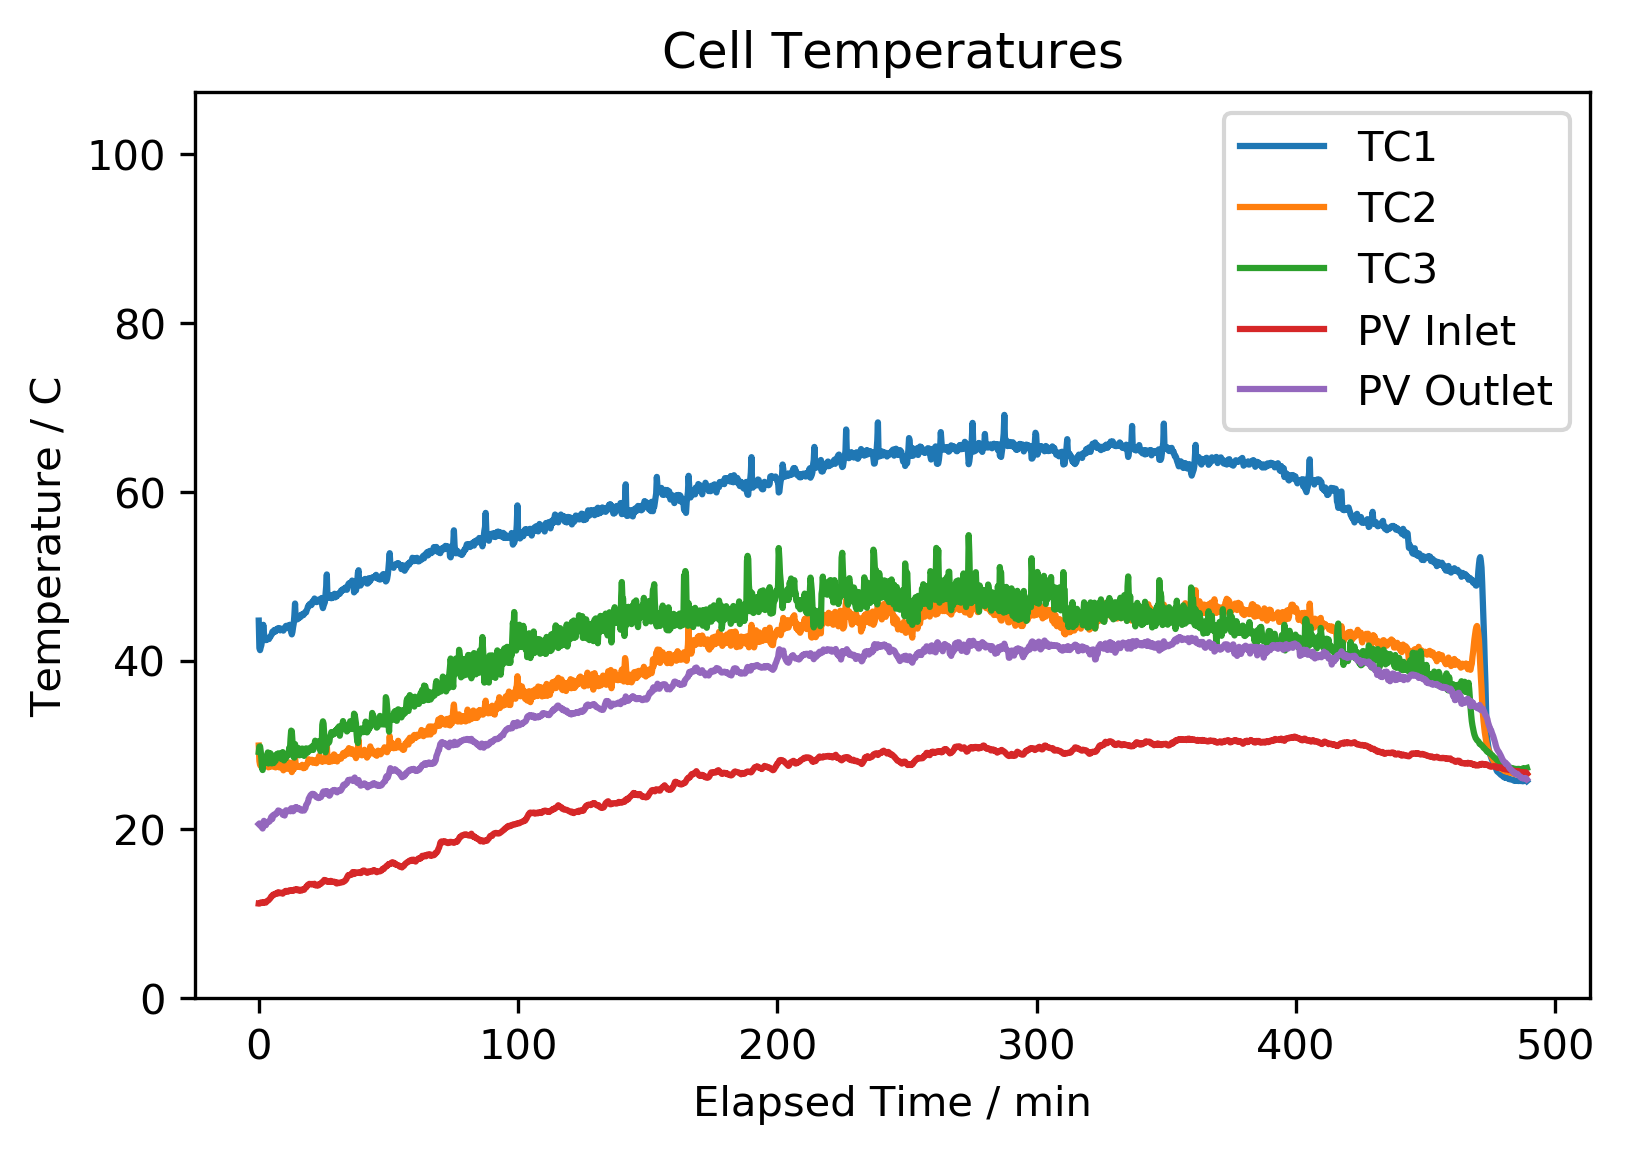 Cell Temperatures
Temperature / C
100
80
60
40
20
0
TC1
TC2
TC3
PV Inlet
PV Outlet
0 100 200 300 400 500
Elapsed Time / min